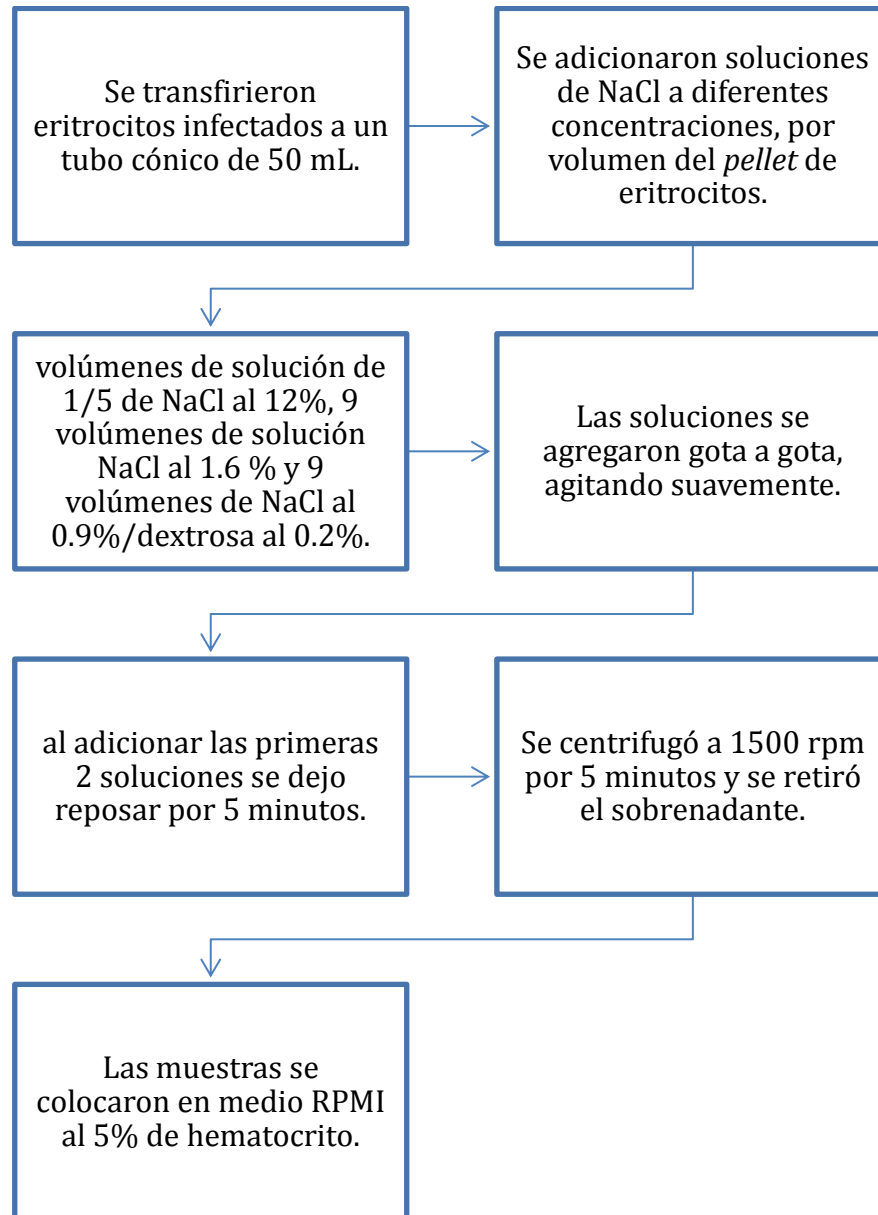 Se transfirieron
eritrocitos infectados a un
tubo cónico de 50 mL.
Se adicionaron soluciones
de NaCl a diferentes
concentraciones, por
volumen del pellet de
eritrocitos.
volúmenes de solución de
1/5 de NaCl al 12%, 9
volúmenes de solución
NaCl al 1.6 % y 9
volúmenes de NaCl al
0.9%/dextrosa al 0.2%.
Las soluciones se
agregaron gota a gota,
agitando suavemente.
al adicionar las primeras
2 soluciones se dejo
reposar por 5 minutos.
Se centrifugó a 1500 rpm
por 5 minutos y se retiró
el sobrenadante.
Las muestras se
colocaron en medio RPMI
al 5% de hematocrito.